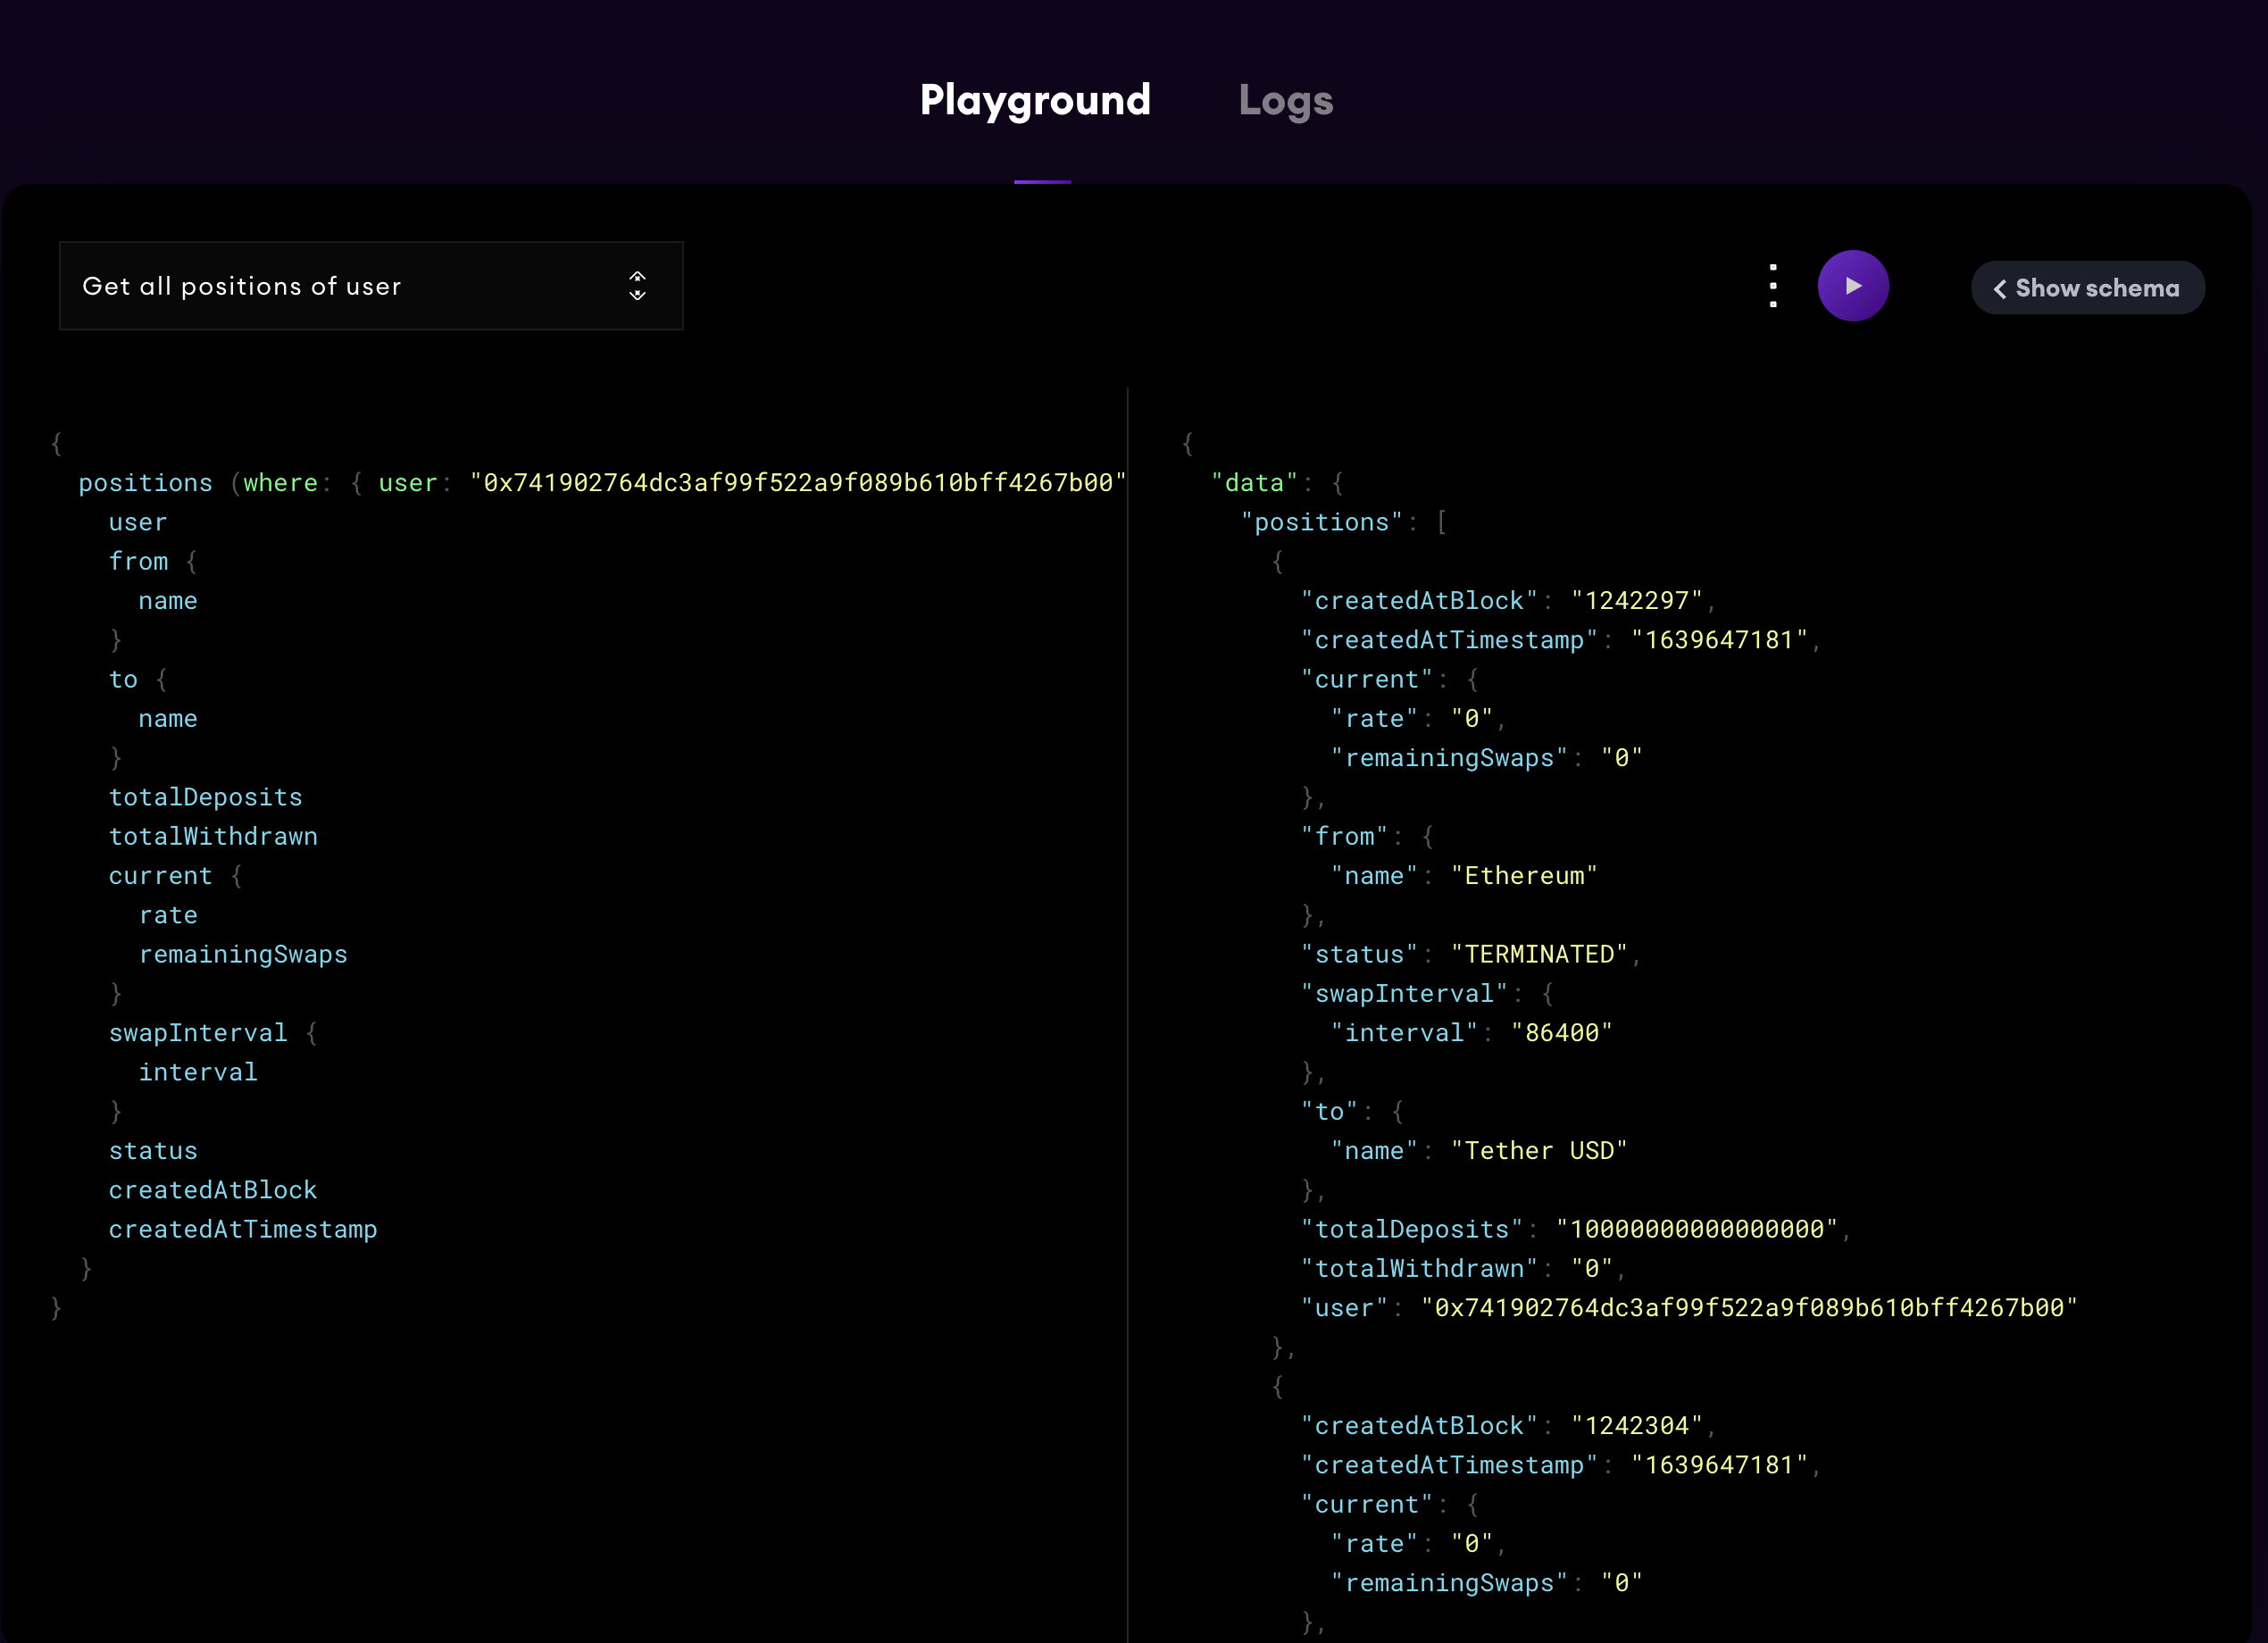 Playground Logs
Get all positions of user
Show schema
{
positions (where: { user: "0x741902764dc3af99f522a9f089b610bff4267b00"
user
from {
name
}
to {
name
}
totalDeposits
totalWithdrawn
current {
rate
remainingSwaps
}
swapInterval {
interval
}
status
createdAtBlock
createdAtTimestamp
}
}
{
"data": {
"positions": [
{
"createdAtBlock": "1242297",
"createdAtTimestamp": "1639647181",
"current": {
"rate": "0",
"remainingSwaps": "0"
},
"from": {
"name": "Ethereum"
},
"status": "TERMINATED",
"swapInterval": {
"interval": "86400"
},
"to": {
"name": "Tether USD"
},
"totalDeposits": "10000000000000000",
"totalWithdrawn": "0",
"user": "0x741902764dc3af99f522a9f089b610bff4267b00"
},
{
"createdAtBlock": "1242304",
"createdAtTimestamp": "1639647181",
"current": {
"rate": "0",
"remainingSwaps": "0"
},